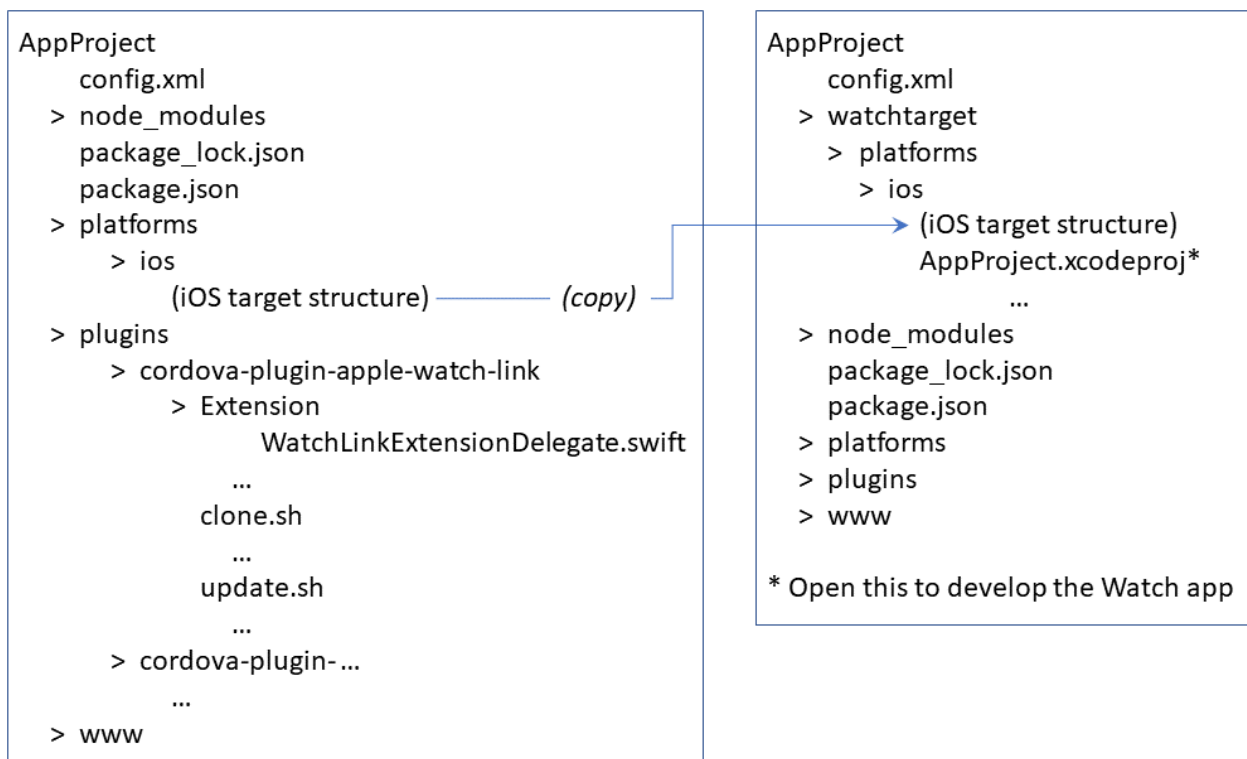 AppProject
config.xml
> node_modules
package_lock.json
package.json
> platforms
> ios
(iOS target structure)
(copy)
> plugins
> cordova-plugin-apple-watch-link
> Extension
WatchLinkExtensionDelegate.swift
...
clone.sh
...
update.sh
...
> cordova-plugin-...
...
> www
AppProject
config.xml
> watchtarget
> platforms
> ios
(iOS target structure)
AppProject.xcodeproj*
...
> node_modules
package_lock.json
package.json
> platforms
> plugins
> www
* Open this to develop the Watch app